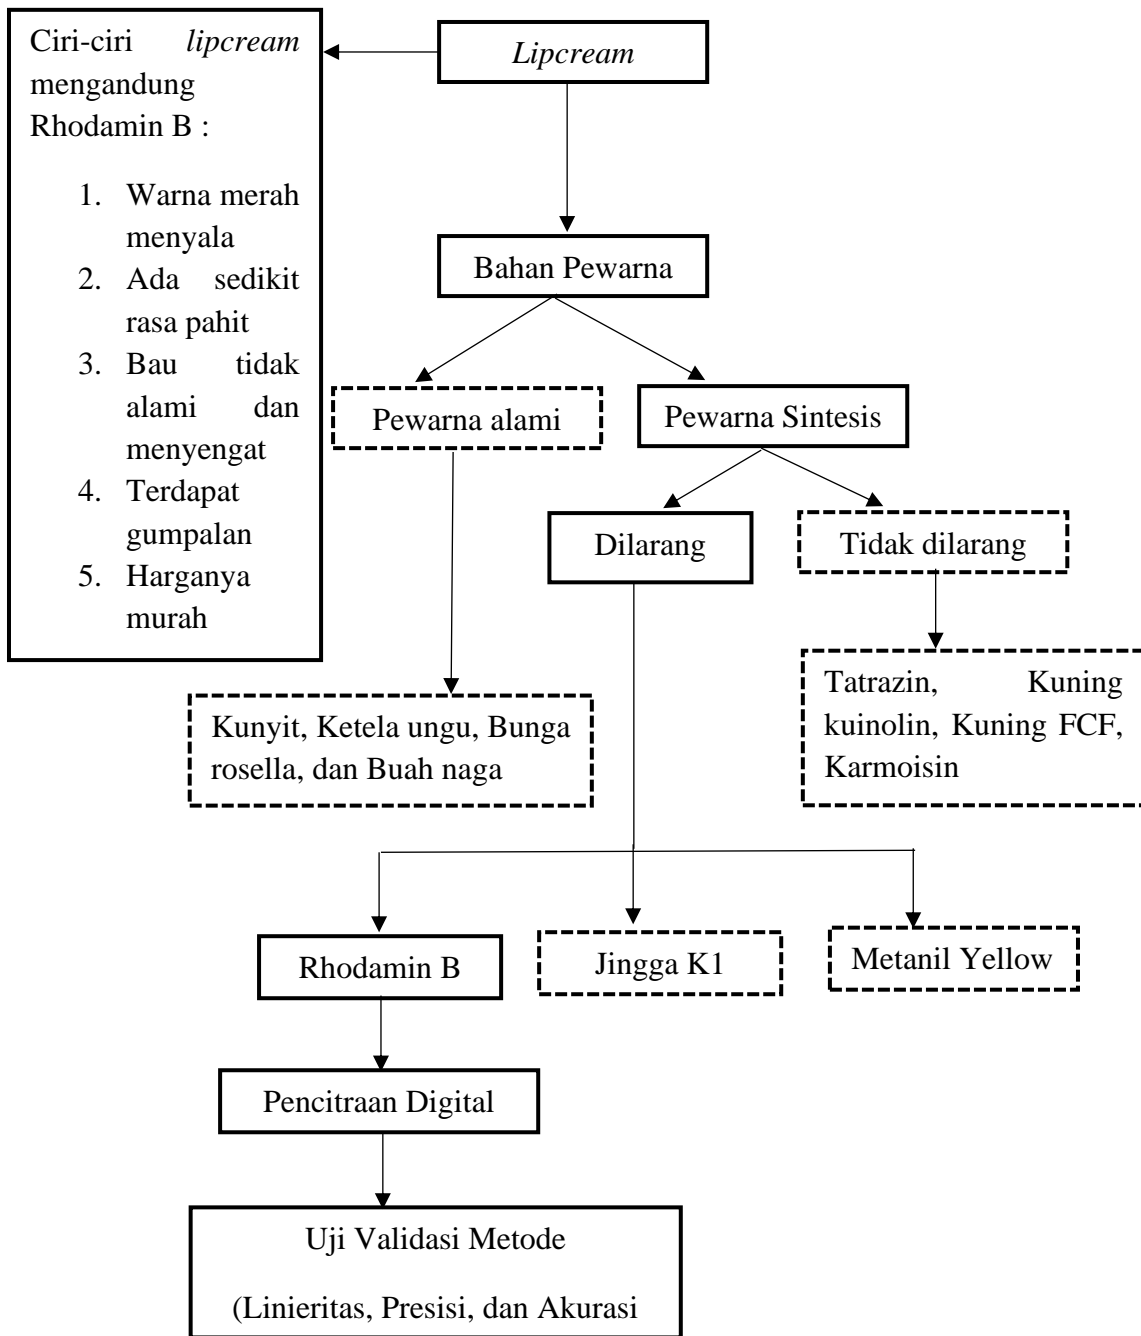 Ciri-ciri lipcream
mengandung
Rhodamin B :
1. Warna merah
menyala
2. Ada sedikit
rasa pahit
3. Bau tidak
alami dan
menyengat
4. Terdapat
gumpalan
5. Harganya
murah
Lipcream
Bahan Pewarna
Pewarna alami
Pewarna Sintesis
Dilarang
Tidak dilarang
Kunyit, Ketela ungu, Bunga
rosella, dan Buah naga
Tatrazin, Kuning
kuinolin, Kuning FCF,
Karmoisin
Rhodamin B
Jingga K1
Metanil Yellow
Pencitraan Digital
Uji Validasi Metode
(Linieritas, Presisi, dan Akurasi